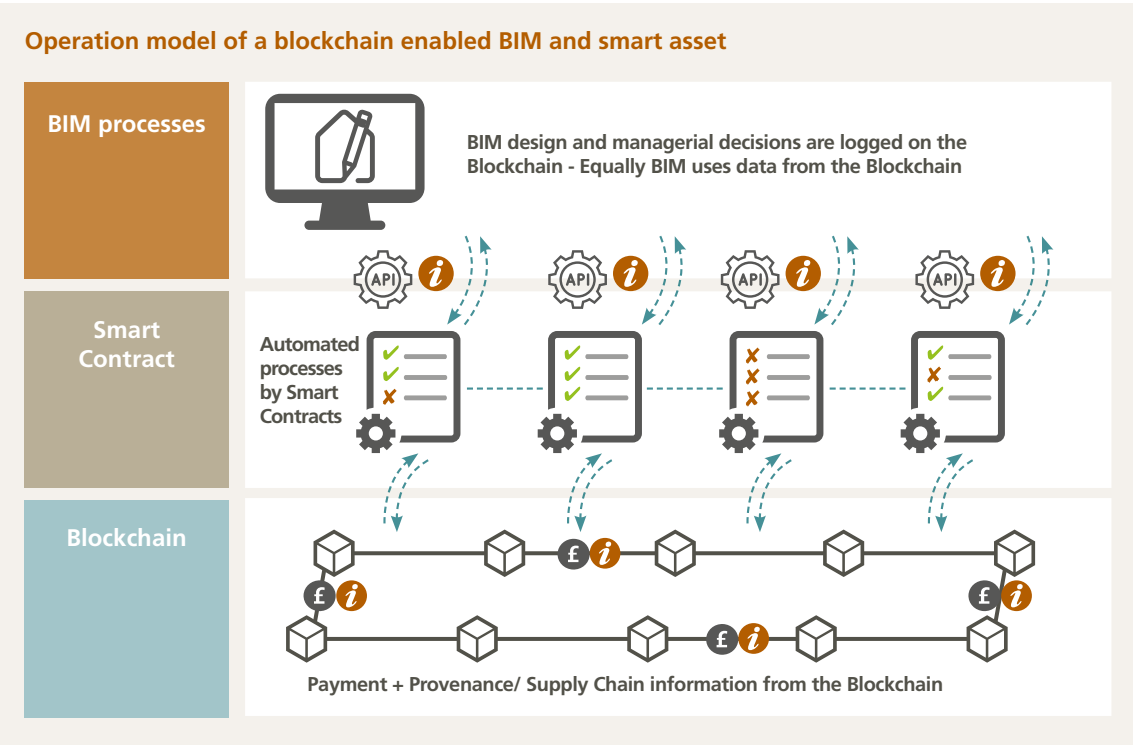 Operation model of a blockchain enabled BIM and smart asset
BIM processes
BIM design and managerial decisions are logged on the
Blockchain - Equally BIM uses data from the Blockchain
API i API i API i API i
Smart
Contract
Automated
processes
by Smart
Contracts
Blockchain
£ i
£ i
£ i
£ i
Payment + Provenance/ Supply Chain information from the Blockchain